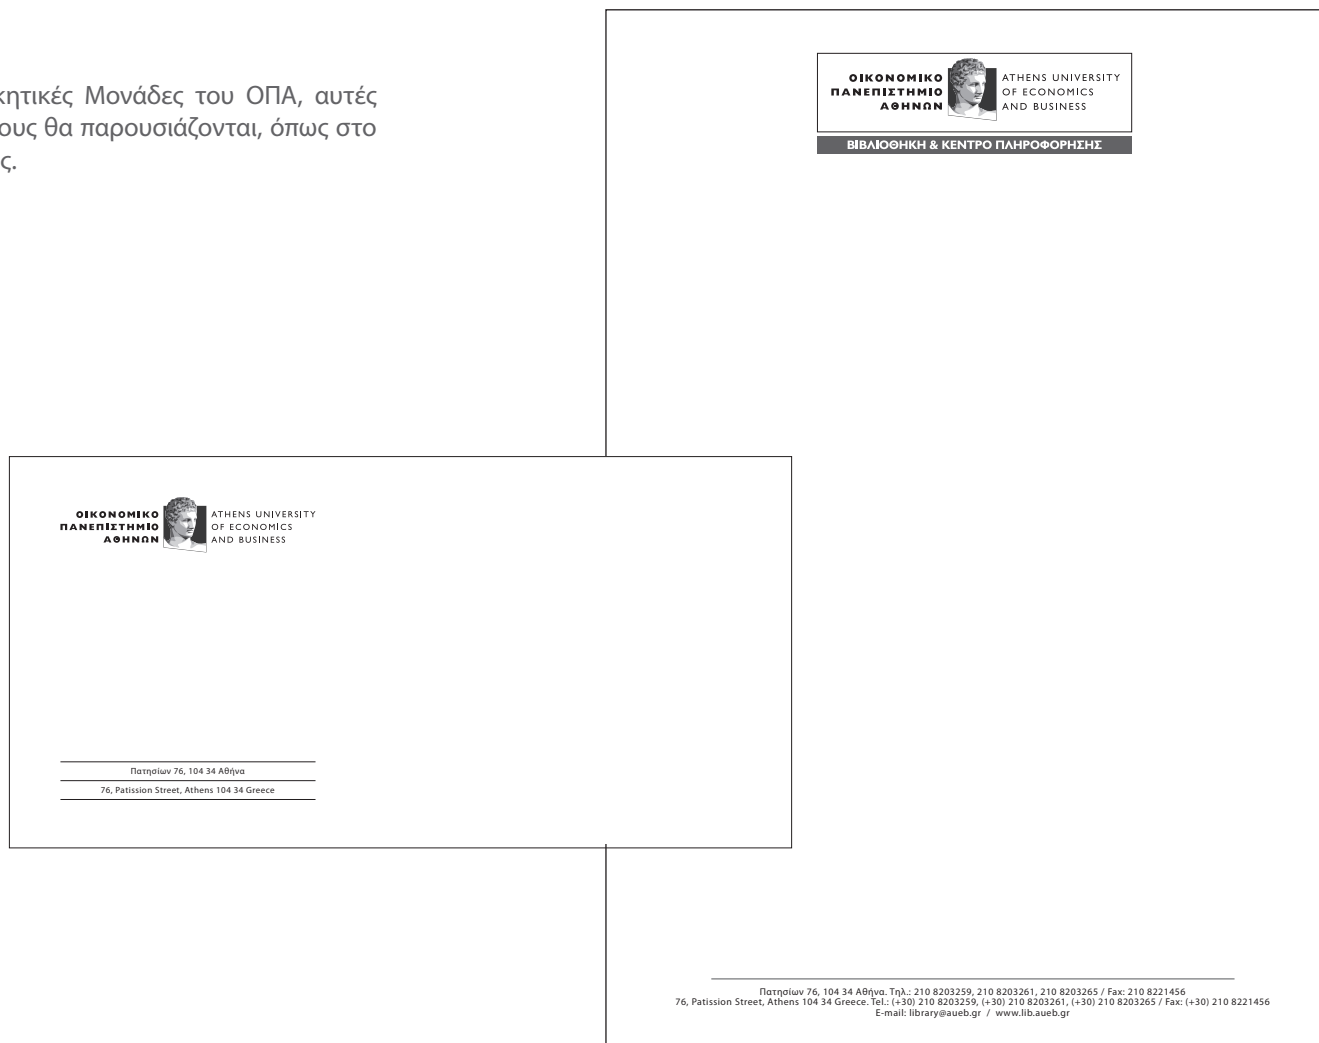 κητικές Μονάδες του ΟΠΑ, αυτές
ους θα παρουσιάζονται, όπως στο
ς.
ΟΙΚΟΝΟΜΙΚΟ
ΠΑΝΕΠΙΣΤΗΜΙΟ
ΑΘΗΝΩΝ
ATHENS UNIVERSITY
OF ECONOMICS
AND BUSINESS
ΒΙΒΛΙΟΘΗΚΗ & ΚΕΝΤΡΟ ΠΛΗΡΟΦΟΡΗΣΗΣ
ΟΙΚΟΝΟΜΙΚΟ
ΠΑΝΕΠΙΣΤΗΜΙΟ
ΑΘΗΝΩΝ
ATHENS UNIVERSITY
OF ECONOMICS
AND BUSINESS
Πατησίων 76, 104 34 Αθήνα
76, Patission Street, Athens 104 34 Greece
Πατησίων 76, 104 34 Αθήνα. Τηλ.: 210 8203259, 210 8203261, 210 8203265 / Fax: 210 8221456
76, Patission Street, Athens 104 34 Greece. Tel.: (+30) 210 8203259, (+30) 210 8203261, (+30) 210 8203265 / Fax: (+30) 210 8221456
E-mail: library@aueb.gr / www.lib.aueb.gr